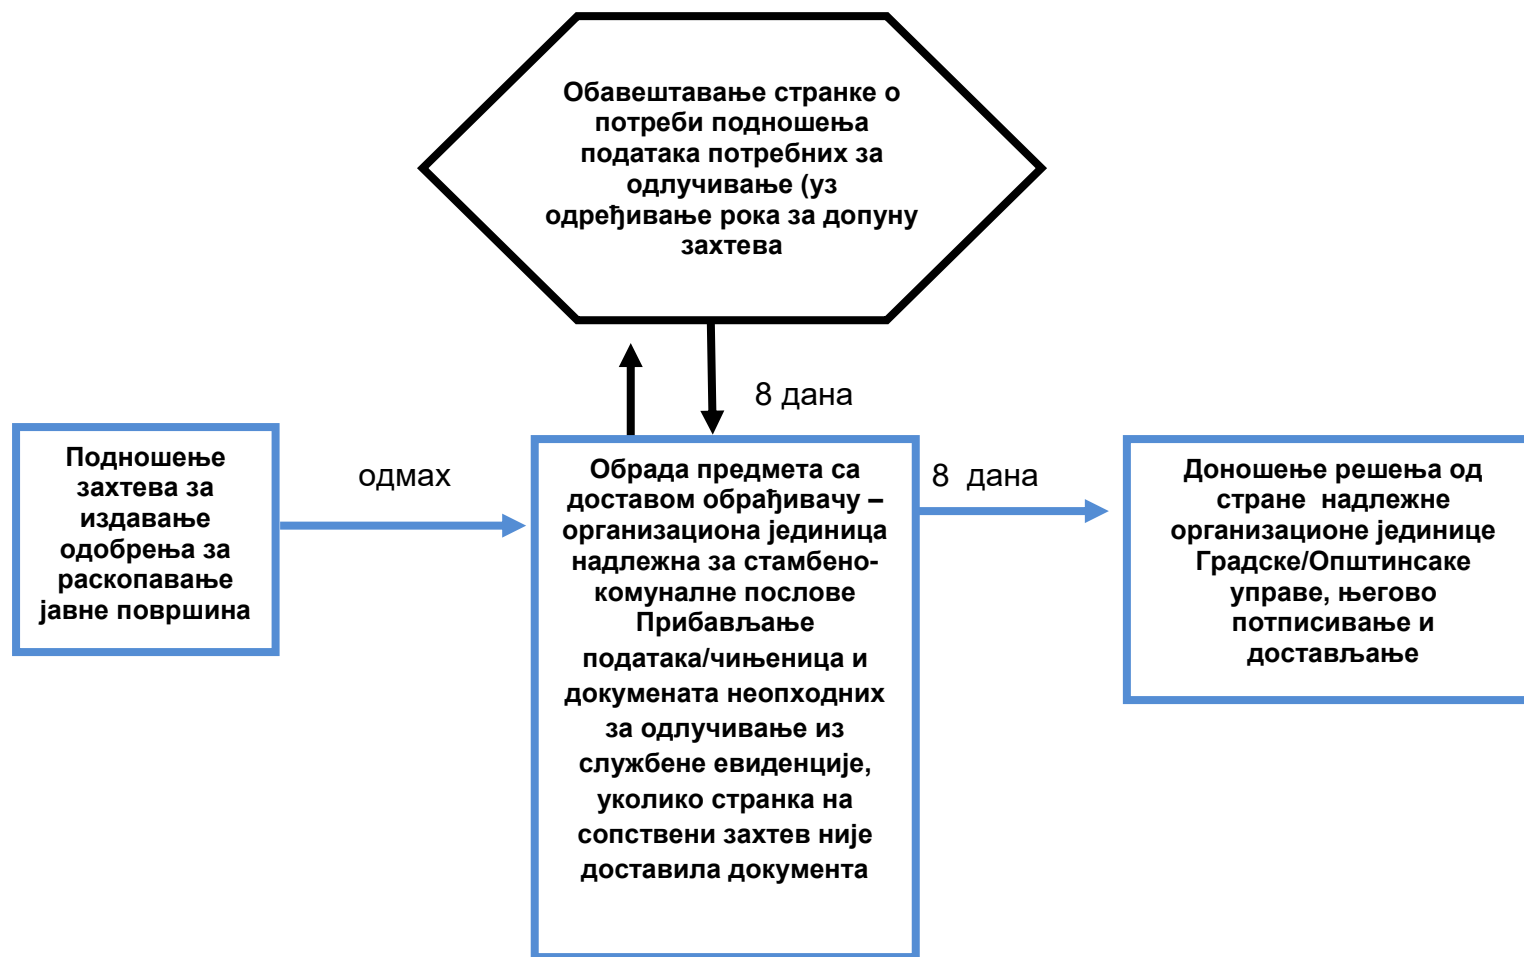 Обавештавање странке о
потреби подношења
података потребних за
одлучивање (уз
одређивање рока за допуну
захтева
8 дана
Подношење
захтева за
издавање
одобрења за
раскопавање
јавне површина
одмах
Обрада предмета са
доставом обрађивачу –
организациона јединица
надлежна за стамбено-
комуналне послове
Прибављање
података/чињеница и
докумената неопходних
за одлучивање из
службене евиденције,
уколико странка на
сопствени захтев није
доставила документа
8 дана
Доношење решења од
стране надлежне
организационе јединице
Градске/Општинсаке
управе, његово
потписивање и
достављање